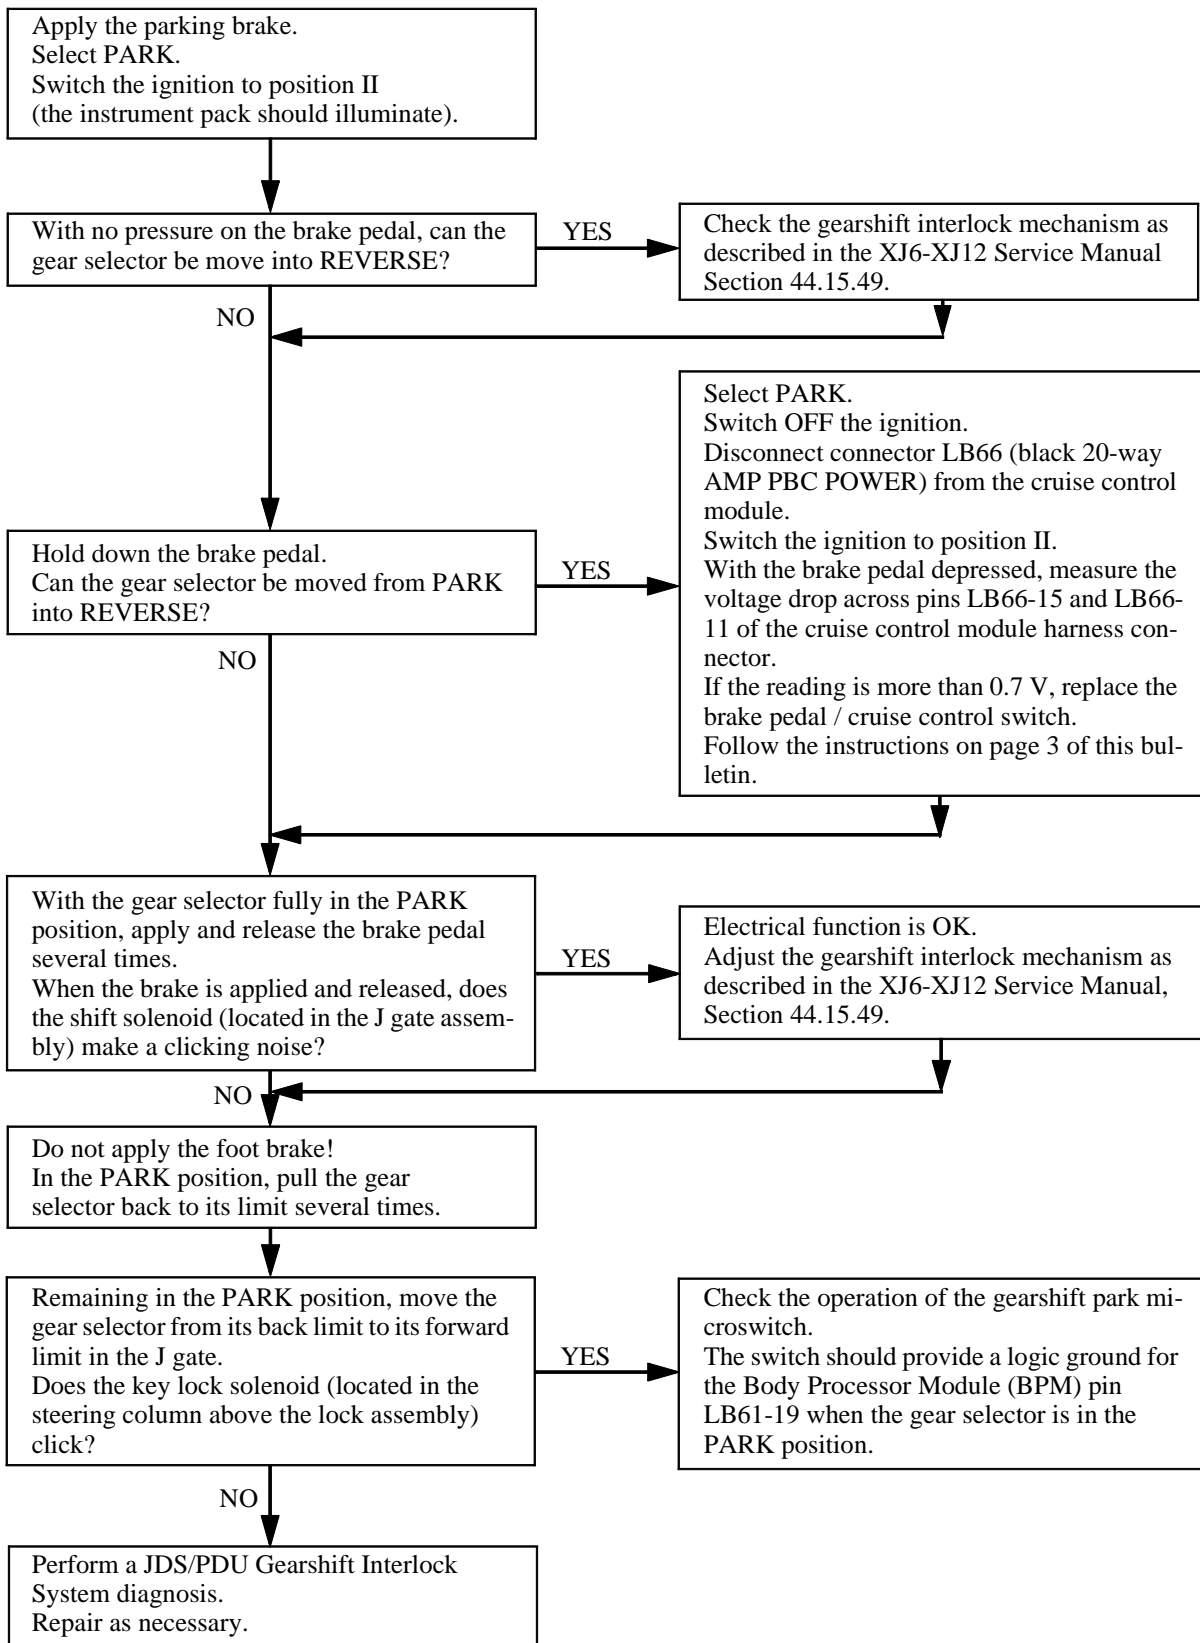 Apply the parking brake.
Select PARK.
Switch the ignition to position II
(the instrument pack should illuminate).
With no pressure on the brake pedal, can the
gear selector be move into REVERSE?
YES
Check the gearshift interlock mechanism as
described in the XJ6-XJ12 Service Manual
Section 44.15.49.
NO
Select PARK.
Switch OFF the ignition.
Disconnect connector LB66 (black 20-way
AMP PBC POWER) from the cruise control
module.
Switch the ignition to position II.
With the brake pedal depressed, measure the
voltage drop across pins LB66-15 and LB66-
11 of the cruise control module harness con-
nector.
If the reading is more than 0.7 V, replace the
brake pedal / cruise control switch.
Follow the instructions on page 3 of this bul-
letin.
Hold down the brake pedal.
Can the gear selector be moved from PARK
into REVERSE?
YES
NO
With the gear selector fully in the PARK
position, apply and release the brake pedal
several times.
When the brake is applied and released, does
the shift solenoid (located in the J gate assem-
bly) make a clicking noise?
YES
Electrical function is OK.
Adjust the gearshift interlock mechanism as
described in the XJ6-XJ12 Service Manual,
Section 44.15.49.
NO
Do not apply the foot brake!
In the PARK position, pull the gear
selector back to its limit several times.
Remaining in the PARK position, move the
gear selector from its back limit to its forward
limit in the J gate.
Does the key lock solenoid (located in the
steering column above the lock assembly)
click?
YES
Check the operation of the gearshift park mi-
croswitch.
The switch should provide a logic ground for
the Body Processor Module (BPM) pin
LB61-19 when the gear selector is in the
PARK position.
NO
Perform a JDS/PDU Gearshift Interlock
System diagnosis.
Repair as necessary.